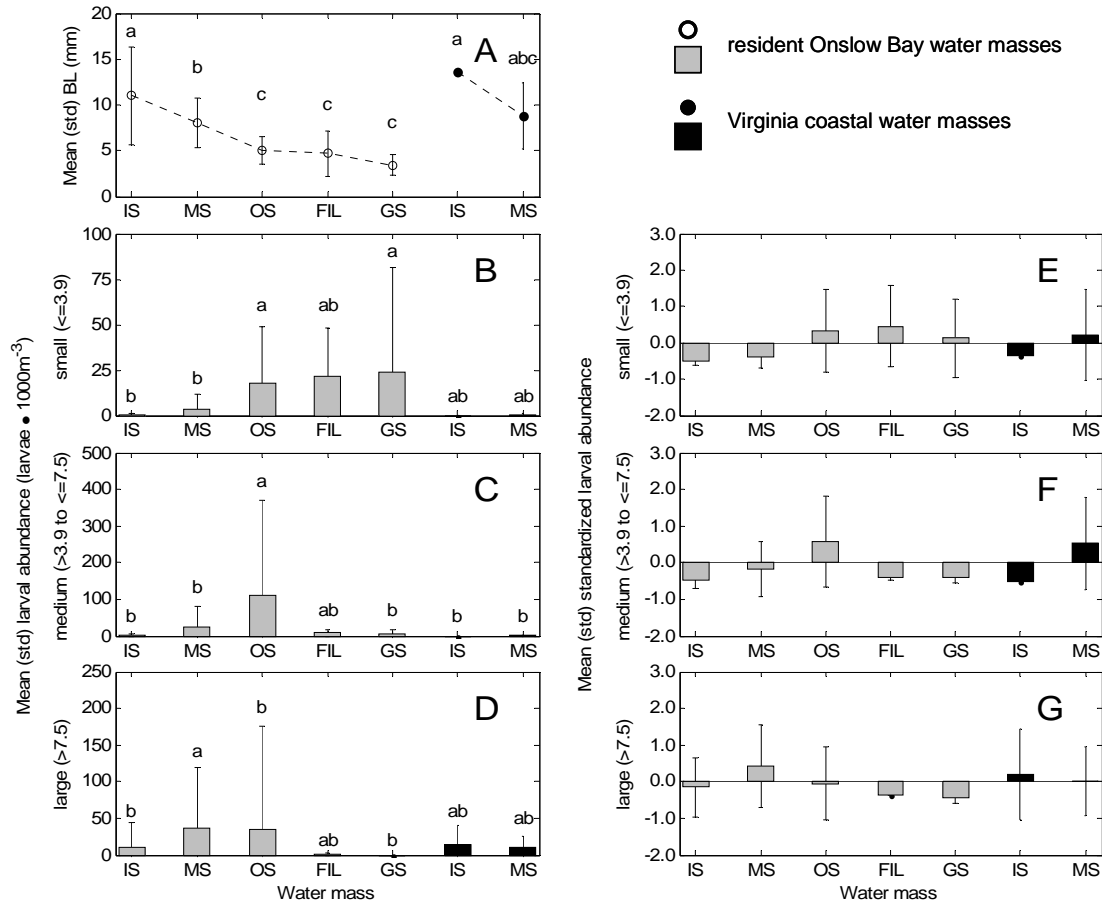 Mean (std) BL (mm)
20
15
10
5
0
a
b
c
c
c
A
a
abc
IS
MS
OS
FIL
GS
IS
MS
resident Onslow Bay water masses
Virginia coastal water masses
Mean (std) larval abundance (larvae ● 1000m-3)
small (<=3.9)
100
75
50
25
0
b
b
a
ab
a
B
ab
ab
IS
MS
OS
FIL
GS
IS
MS
medium (>3.9 to <=7.5)
500
400
300
200
100
0
b
b
a
ab
b
C
b
b
IS
MS
OS
FIL
GS
IS
MS
large (>7.5)
250
200
150
100
50
0
b
a
b
ab
b
D
ab
ab
IS
MS
OS
FIL
GS
IS
MS
Water mass
Mean (std) standardized larval abundance
small (<=3.9)
3.0
2.0
1.0
0.0
-1.0
-2.0
E
IS
MS
OS
FIL
GS
IS
MS
medium (>3.9 to <=7.5)
3.0
2.0
1.0
0.0
-1.0
-2.0
F
IS
MS
OS
FIL
GS
IS
MS
large (>7.5)
3.0
2.0
1.0
0.0
-1.0
-2.0
G
IS
MS
OS
FIL
GS
IS
MS
Water mass